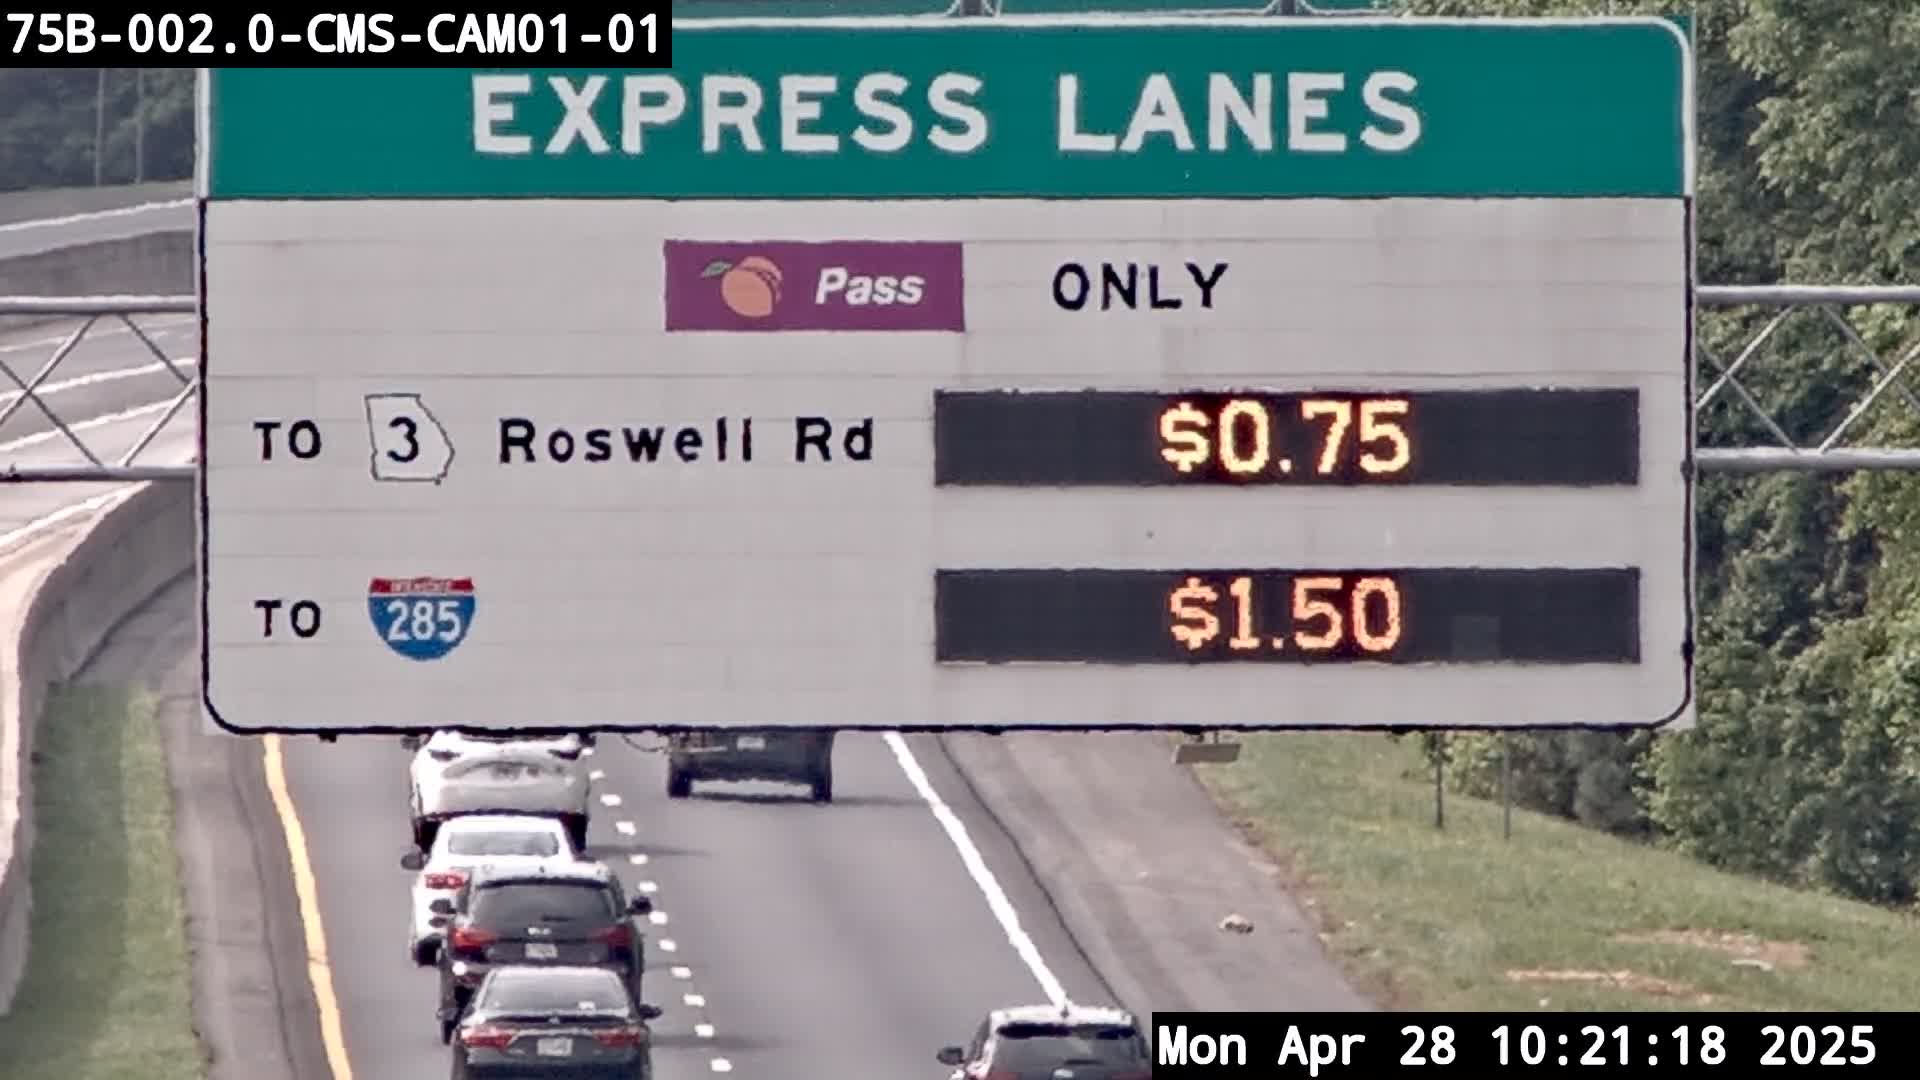 75B-002.0-CMS-CAM01-01
EXPRESS LANES
Pass ONLY
TO 3 Roswell Rd $0.75
TO 285 $1.50
Mon Apr 28 10:21:18 2025